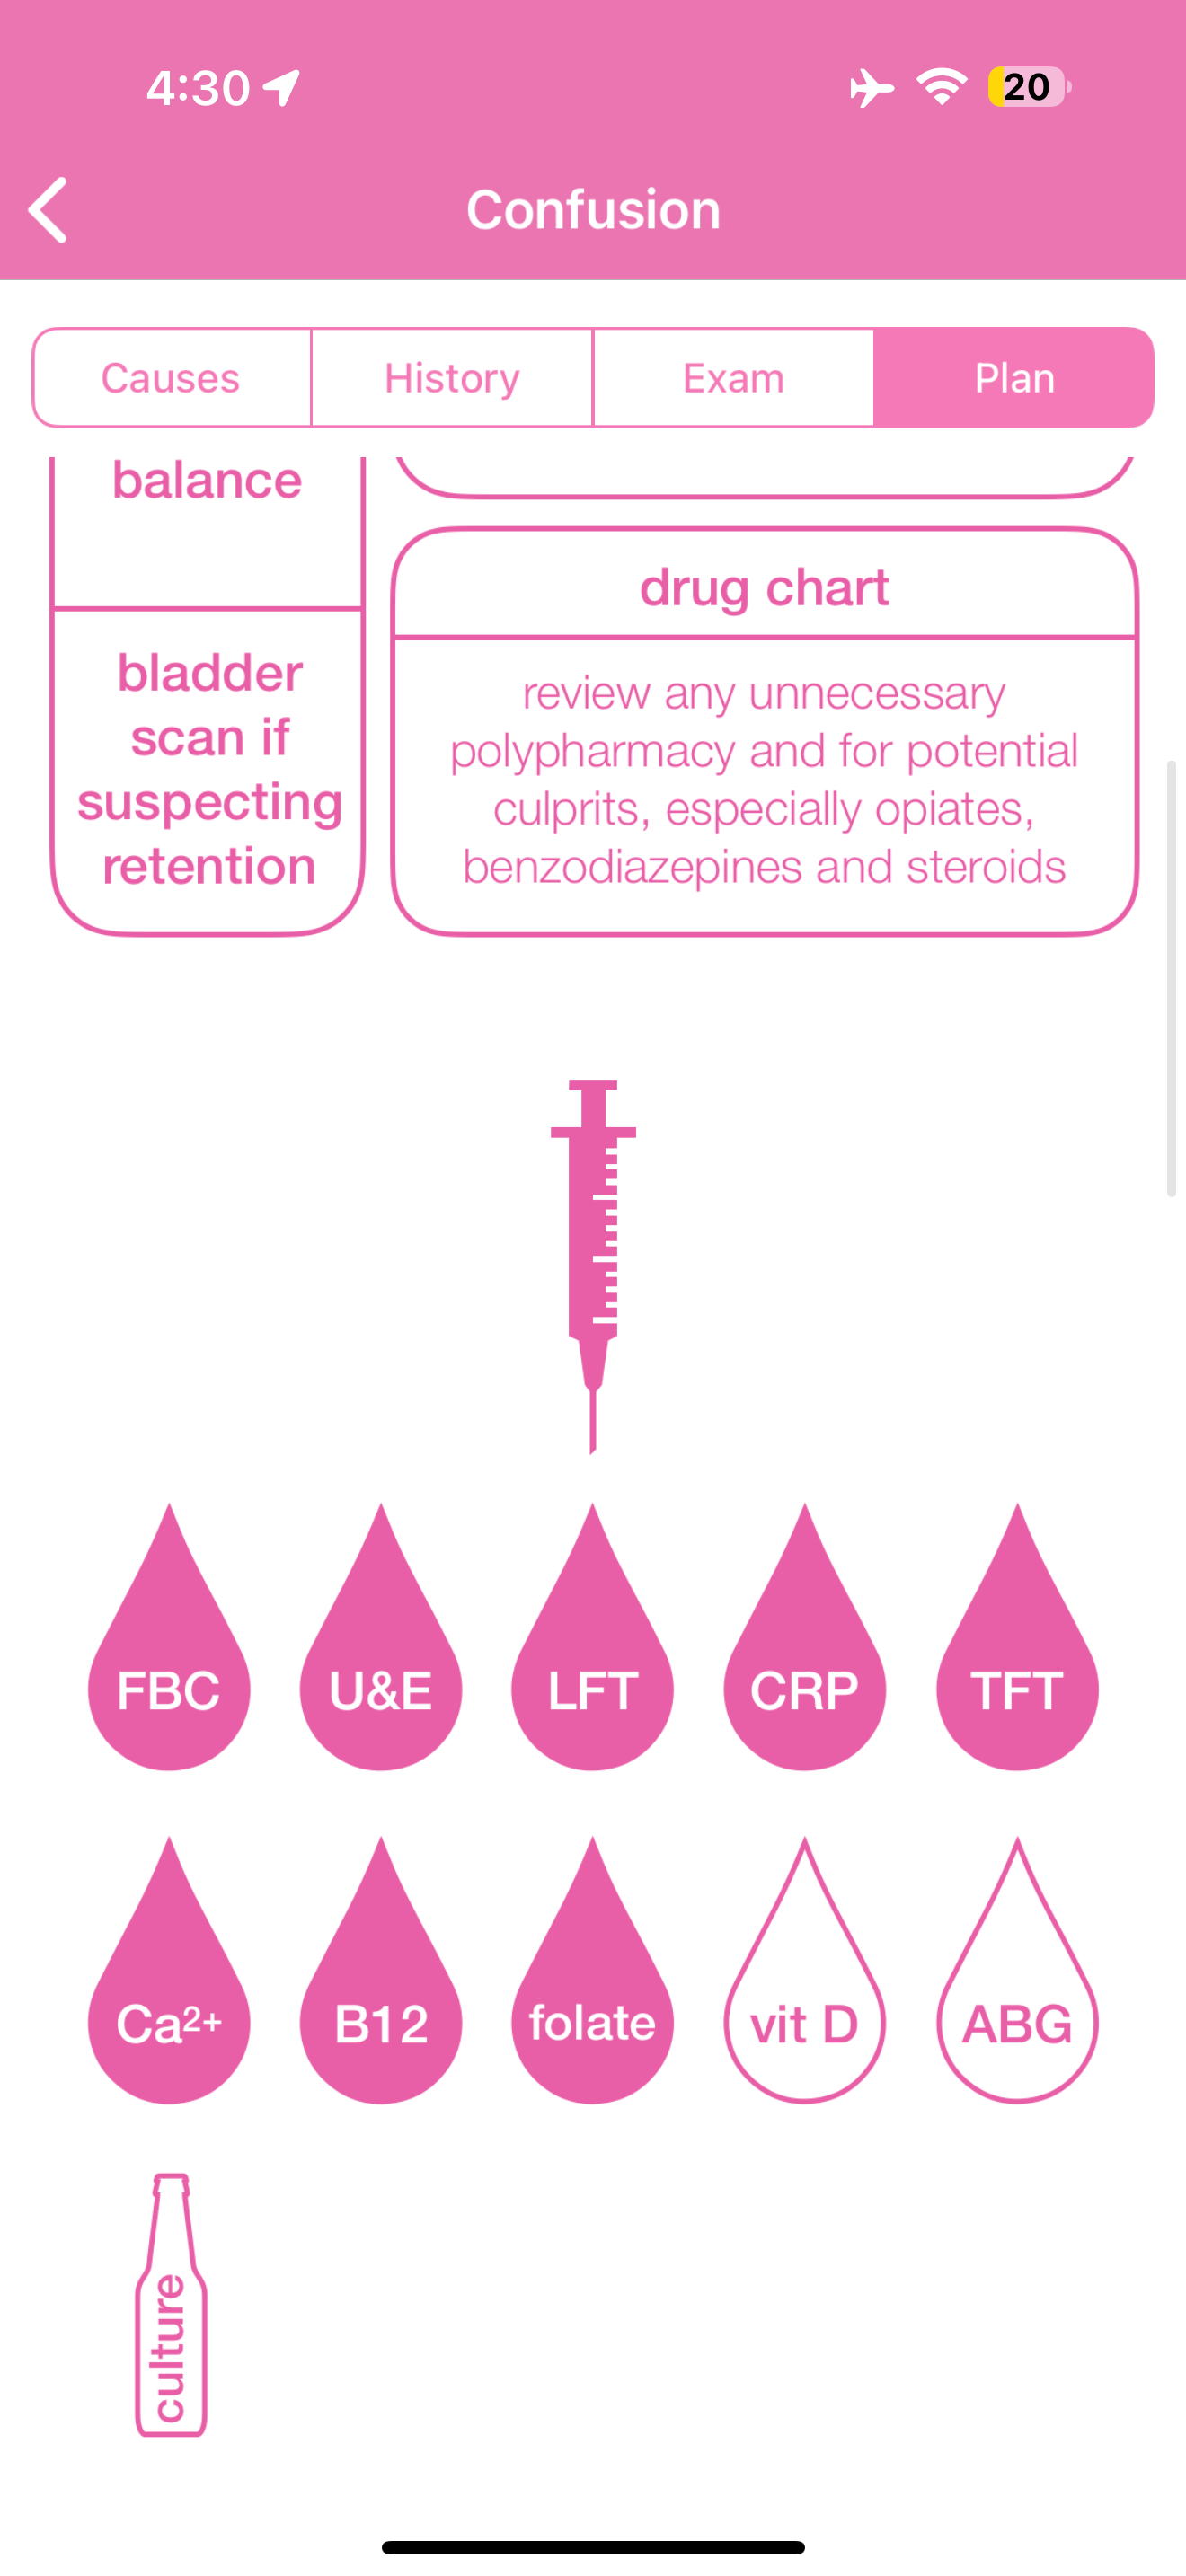 4:30
20
Confusion
Causes
History
Exam
Plan
balance
bladder
scan if
suspecting
retention
drug chart
review any unnecessary
polypharmacy and for potential
culprits, especially opiates,
benzodiazepines and steroids
FBC
U&E
LFT
CRP
TFT
Ca²⁺
B12
folate
vit D
ABG
culture